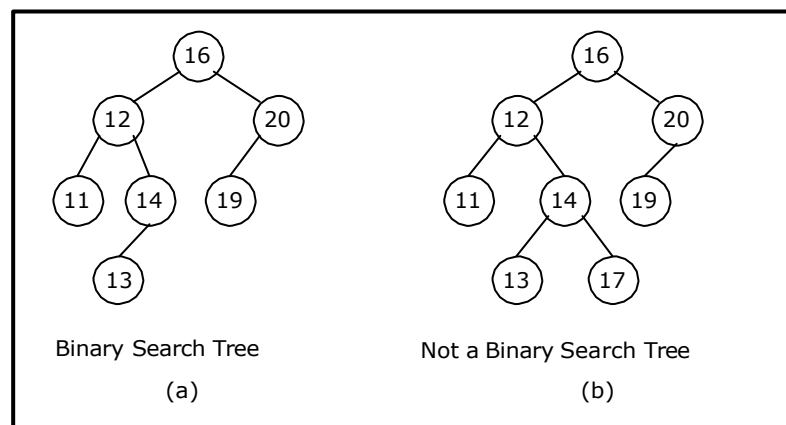 16 16
12 20 12 20
11 14 19 11 14 19
13 13 17
Binary Search Tree Not a Binary Search Tree
(a) (b)